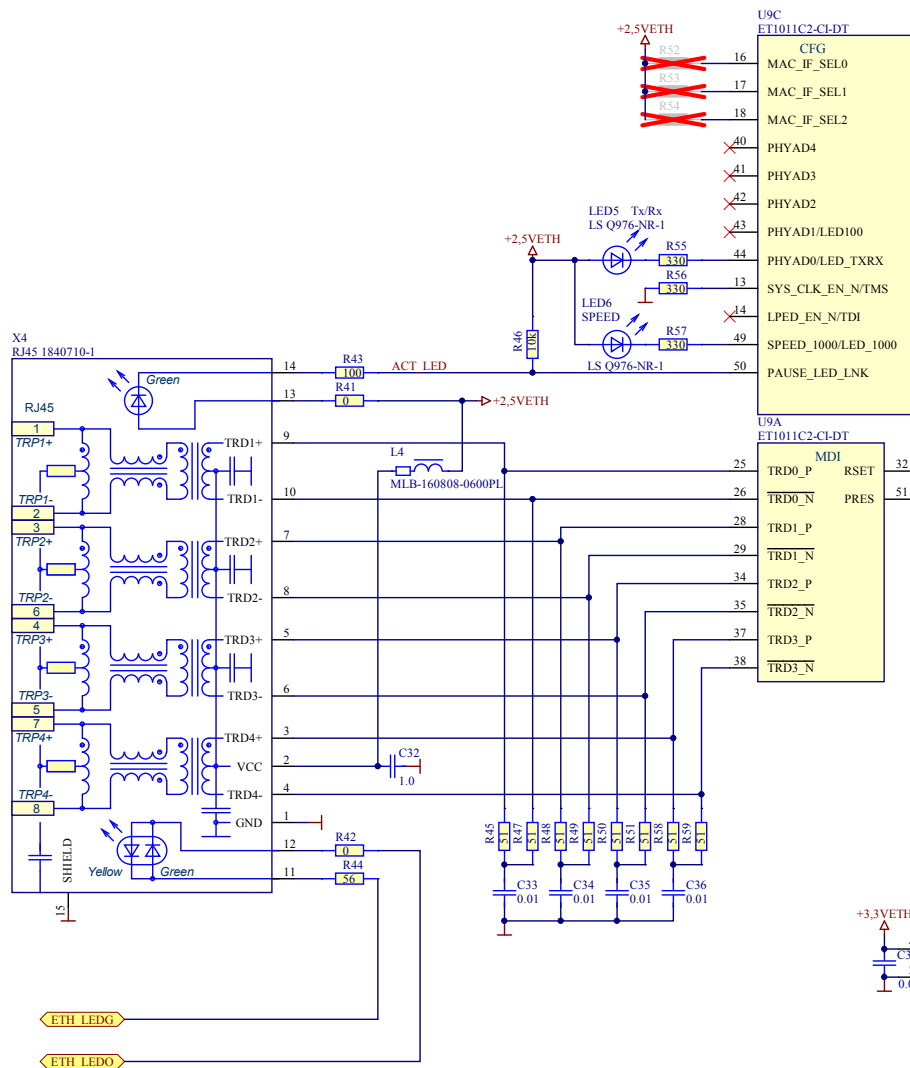 U9C
ET1011C2-CI-DT
CFG
+2,5VETH
R52
16
MAC_IF_SEL0
R53
17
MAC_IF_SEL1
R54
18
MAC_IF_SEL2
40
PHYAD4
41
PHYAD3
42
PHYAD2
43
PHYAD1/LED100
LED5 Tx/Rx
LS Q976-NR-1
+2,5VETH
R55
330
44
PHYAD0/LED_TXRX
R56
330
13
SYS_CLK_EN_N/TMS
LED6
SPEED
14
LPED_EN_N/TDI
R46
10k
R57
330
49
SPEED_1000/LED_1000
LS Q976-NR-1
X4
RJ45 1840710-1
14
R43
100
ACT_LED
50
PAUSE_LED_LNK
Green
13
R41
0
+2,5VETH
RJ45
U9A
ET1011C2-CI-DT
MDI
1
TRP1+
TRD1+
9
L4
MLB-160808-0600PL
25
TRD0_P
RSET
32
TRP1-
2
TRD1-
10
26
TRD0_N
PRES
51
3
TRP2+
TRD2+
7
28
TRD1_P
29
TRD1_N
TRP2-
6
TRD2-
8
34
TRD2_P
4
TRP3+
TRD3+
5
35
TRD2_N
37
TRD3_P
38
TRD3_N
TRP3-
5
TRD3-
6
7
TRP4+
TRD4+
3
VCC
2
C32
1.0
TRP4-
8
TRD4-
4
GND
1
R45
51
R47
51
R48
51
R49
51
R50
51
R51
51
R58
51
R59
51
12
R42
0
Yellow
Green
11
R44
56
SHIELD
15
C33
0.01
C34
0.01
C35
0.01
C36
0.01
+3,3VETH
ETH_LEDG
ETH_LEDO